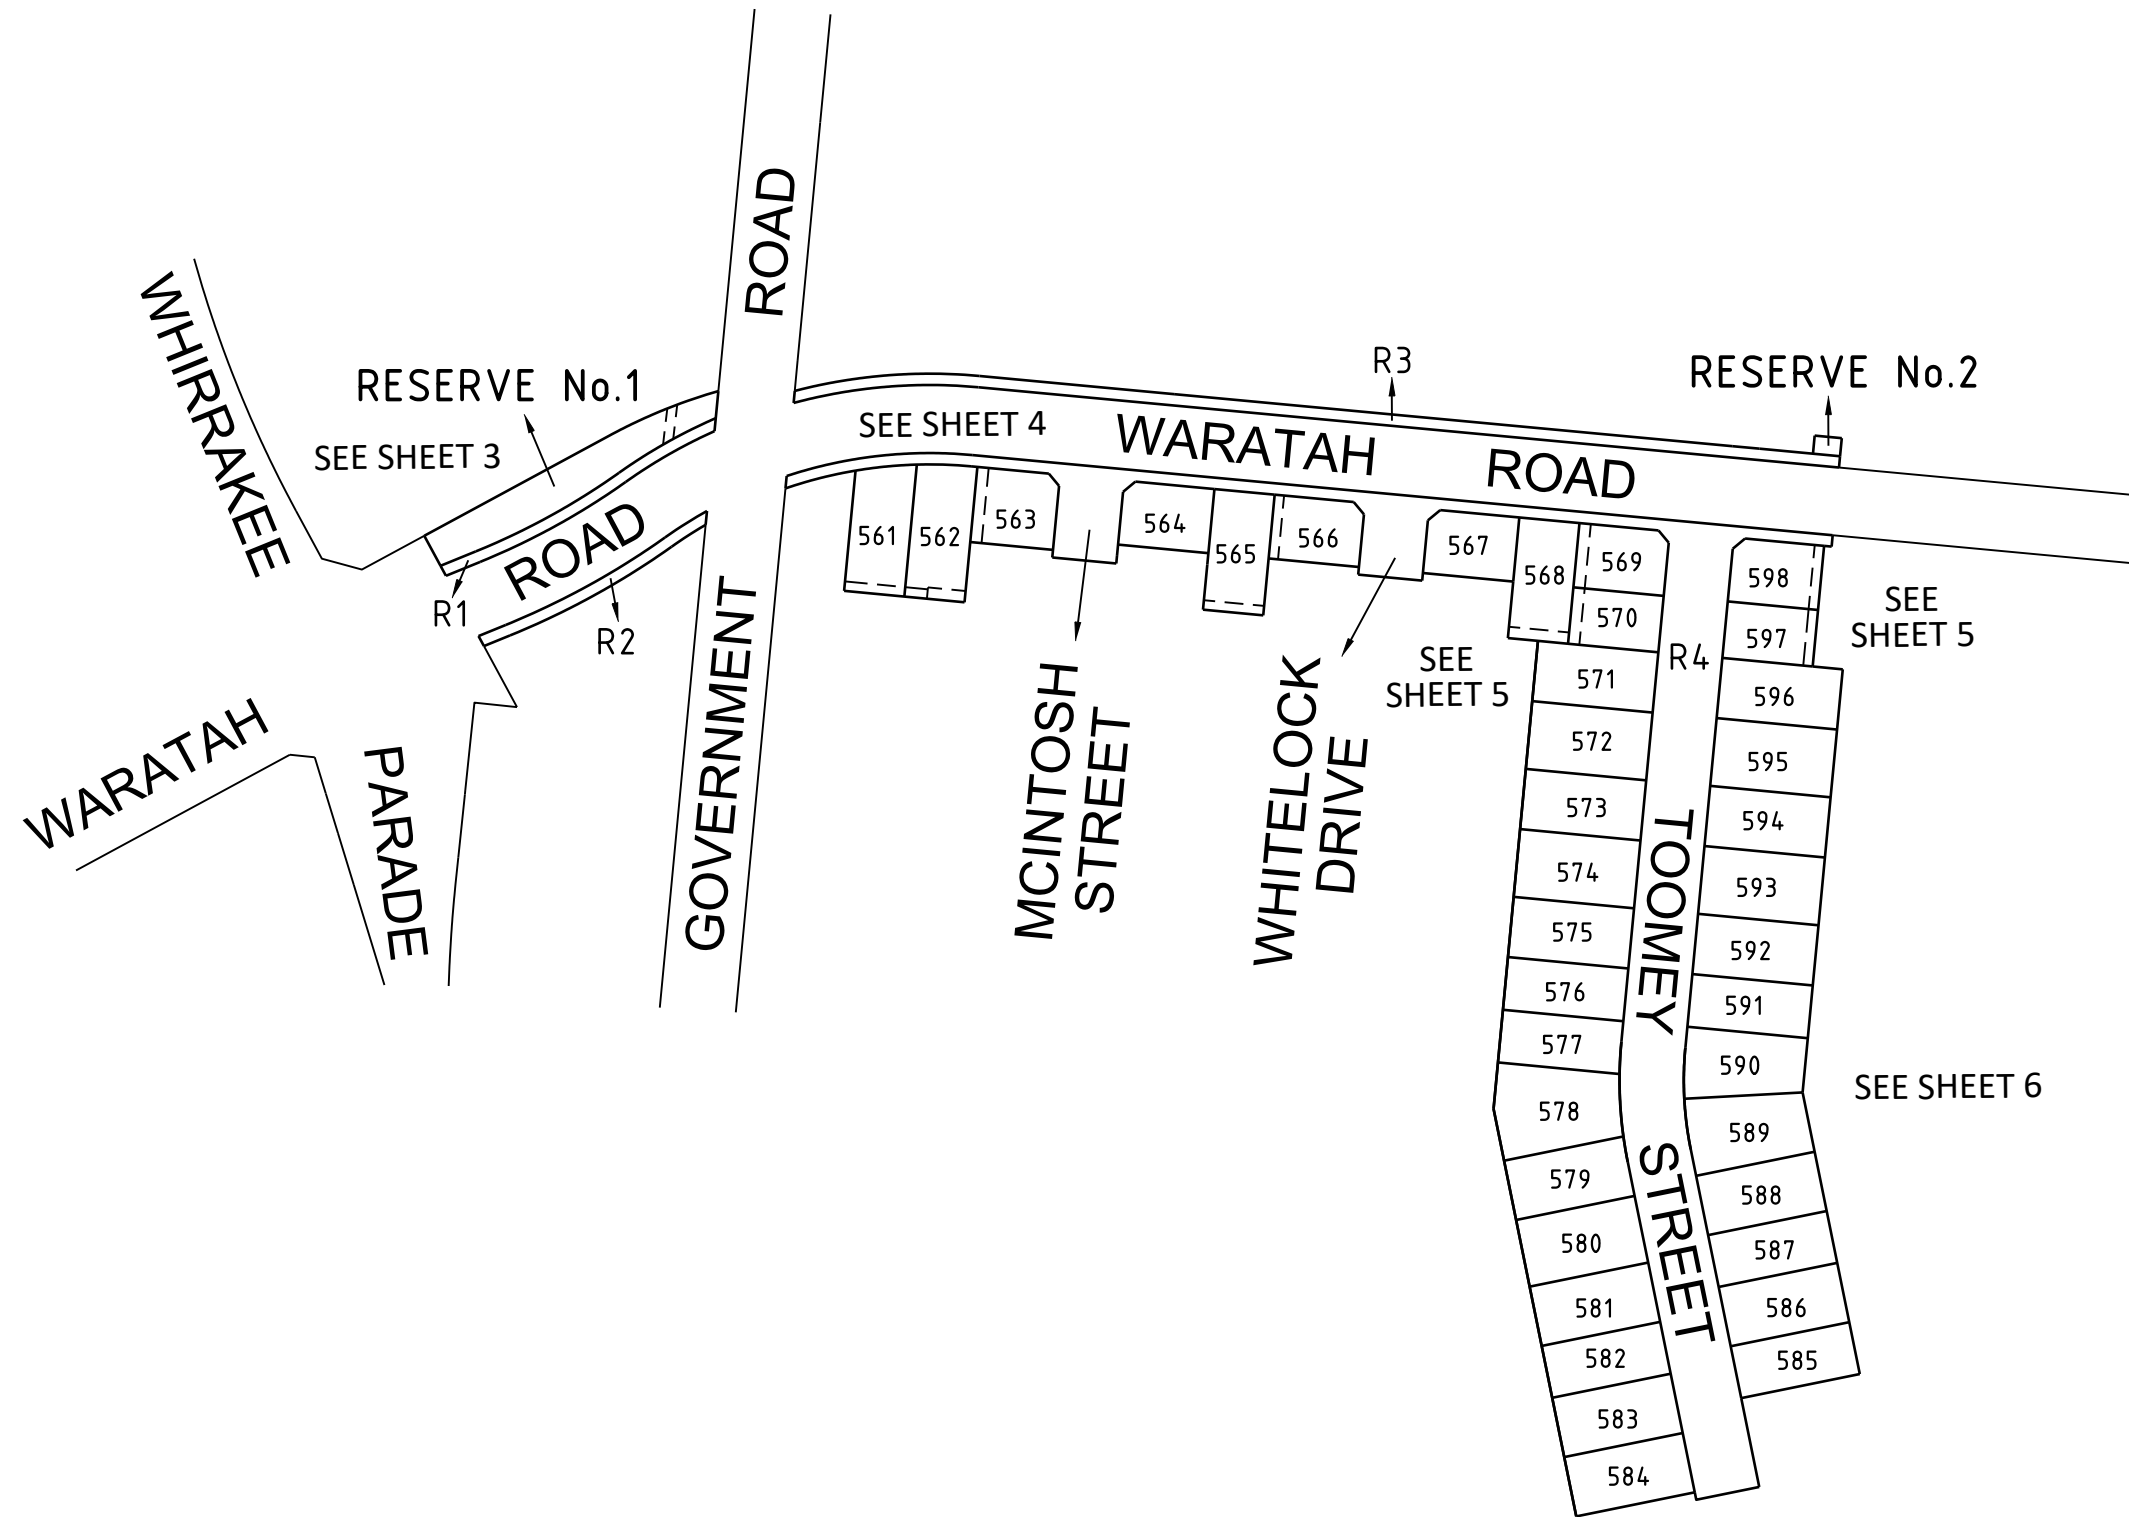 ROAD
WHIRRAKEE
RESERVE No.1
SEE SHEET 3
R3
RESERVE No.2
SEE SHEET 4
WARATAH ROAD
ROAD
R1
R2
561
562
563
564
565
566
567
568
569
570
598
597
SEE
SHEET 5
SEE
SHEET 5
R4
GOVERNMENT
MCINTOSH
STREET
WHITELOCK
DRIVE
WARATAH
PARADE
571
596
572
595
573
594
TOOMEY
574
593
575
592
576
591
577
590
SEE SHEET 6
578
589
STREET
579
588
580
587
581
586
582
585
583
584